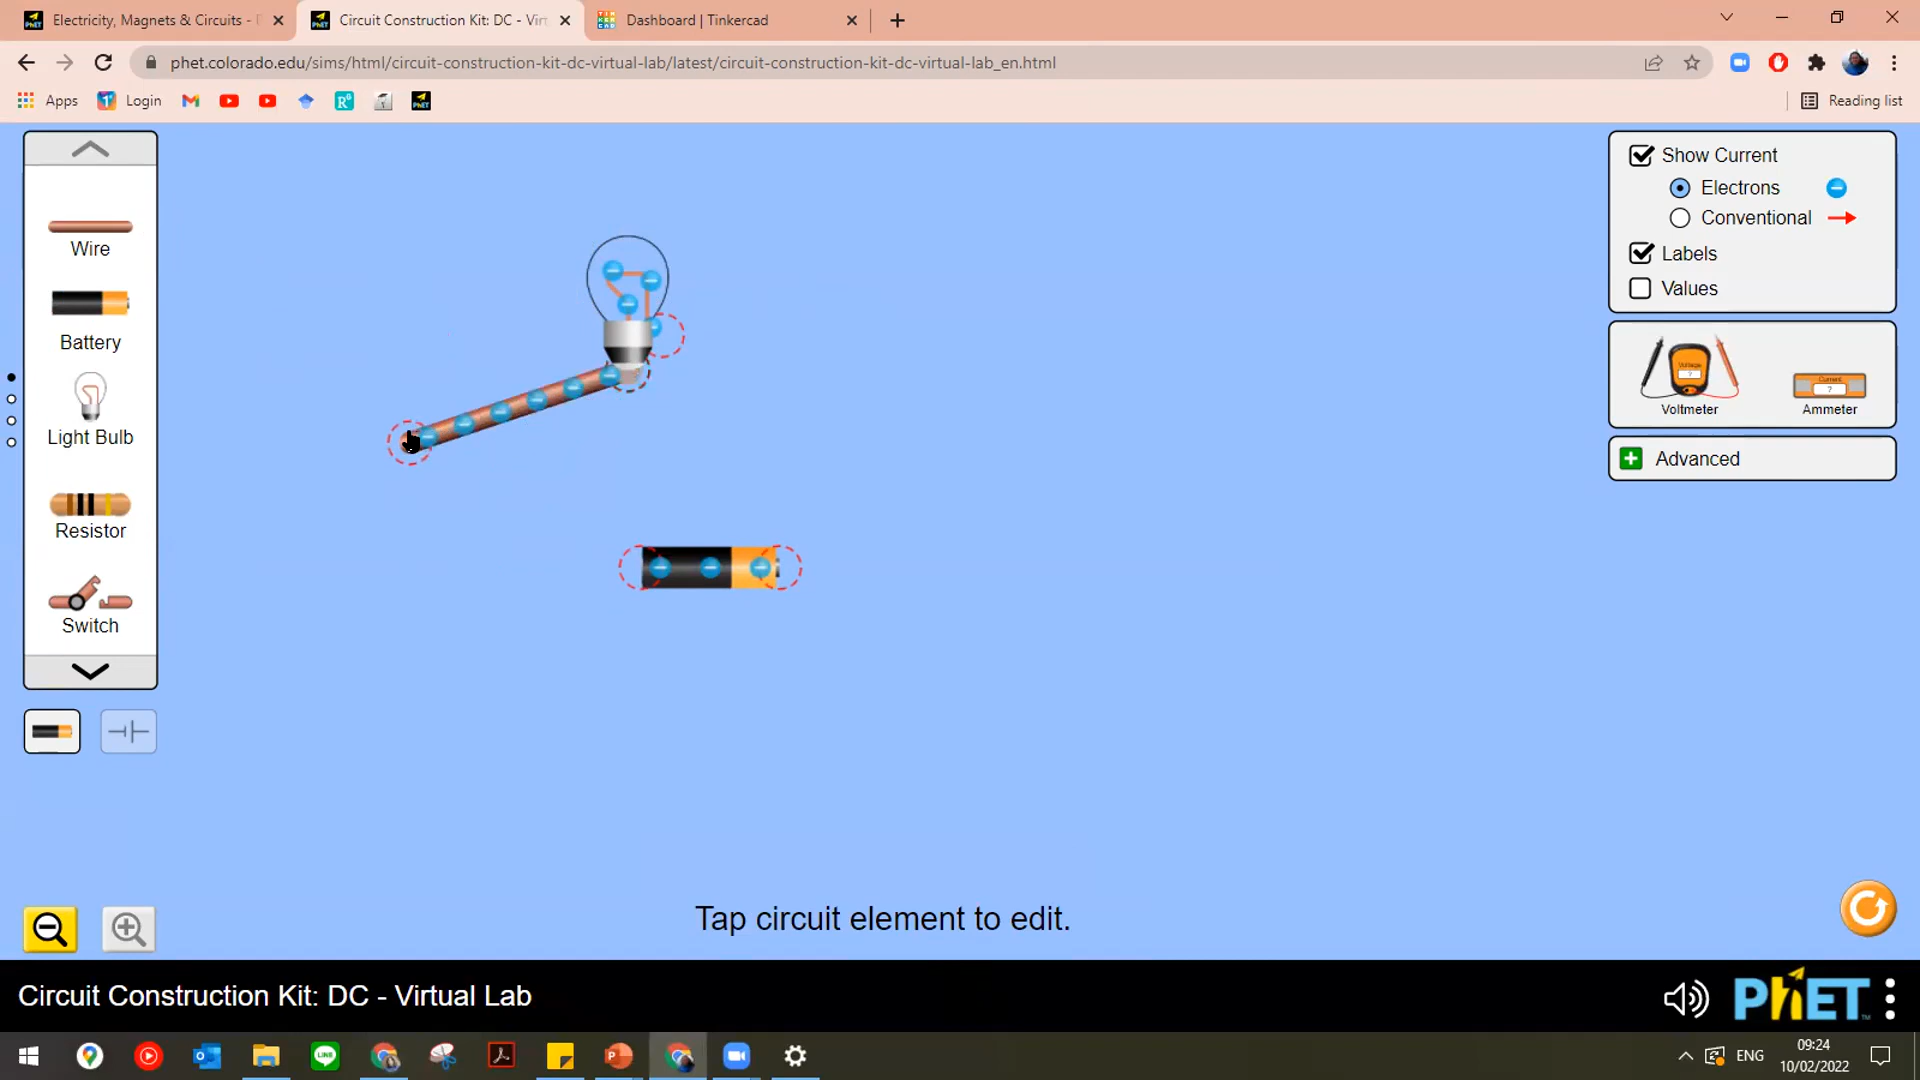 Electricity, Magnets & Circuits -
Circuit Construction Kit: DC - Virt
Dashboard | Tinkercad
phet.colorado.edu/sims/html/circuit-construction-kit-dc-virtual-lab/latest/circuit-construction-kit-dc-virtual-lab_en.html
Apps
Login
Reading list
Wire
Battery
Light Bulb
Resistor
Switch
Show Current
Electrons
Conventional
Labels
Values
Voltage
?
Voltmeter
Current
?
Ammeter
Advanced
Tap circuit element to edit.
Circuit Construction Kit: DC - Virtual Lab
PhET
ENG
09:24
10/02/2022